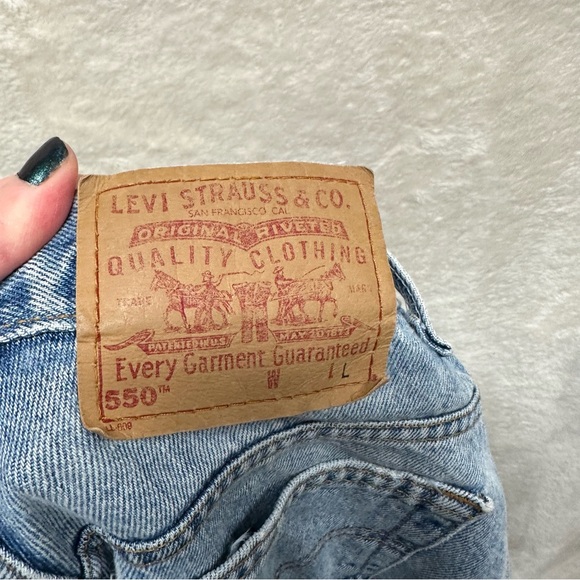 LEVI STRAUSS & CO.
SAN FRANCISCO CAL
ORIGINAL RIVETED
QUALITY CLOTHING
TRADE MARK
PATENTED IN U.S. MAY 20 1873
Every Garment Guaranteed
550™ W L